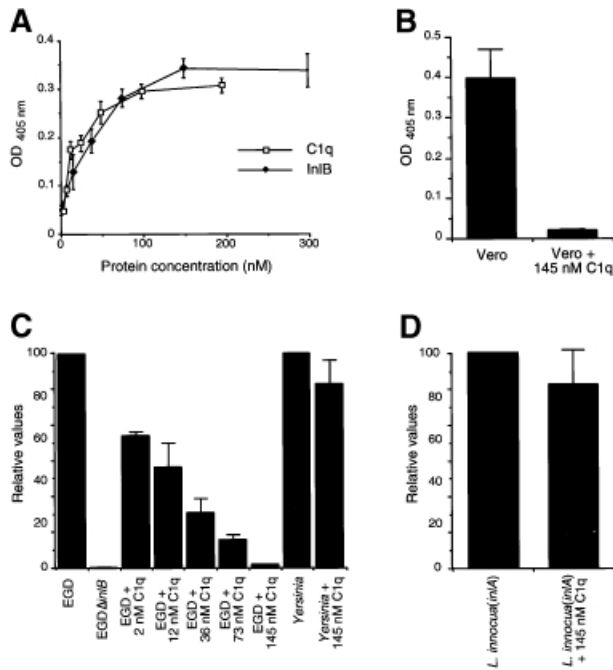 A
0.4
0.3
0.2
0.1
0
OD 405 nm
0
100
200
300
Protein concentration (nM)
C1q
InlB
B
0.5
0.4
0.3
0.2
0.1
0
OD 405 nm
Vero
Vero +
145 nM C1q
C
100
80
60
40
20
0
Relative values
EGD
EGDΔinlB
EGD +
2 nM C1q
EGD +
12 nM C1q
EGD +
36 nM C1q
EGD +
73 nM C1q
EGD +
145 nM C1q
Yersinia
Yersinia +
145 nM C1q
D
100
80
60
40
20
0
Relative values
L. innocua(inlA)
L. innocua(inlA)
+ 145 nM C1q